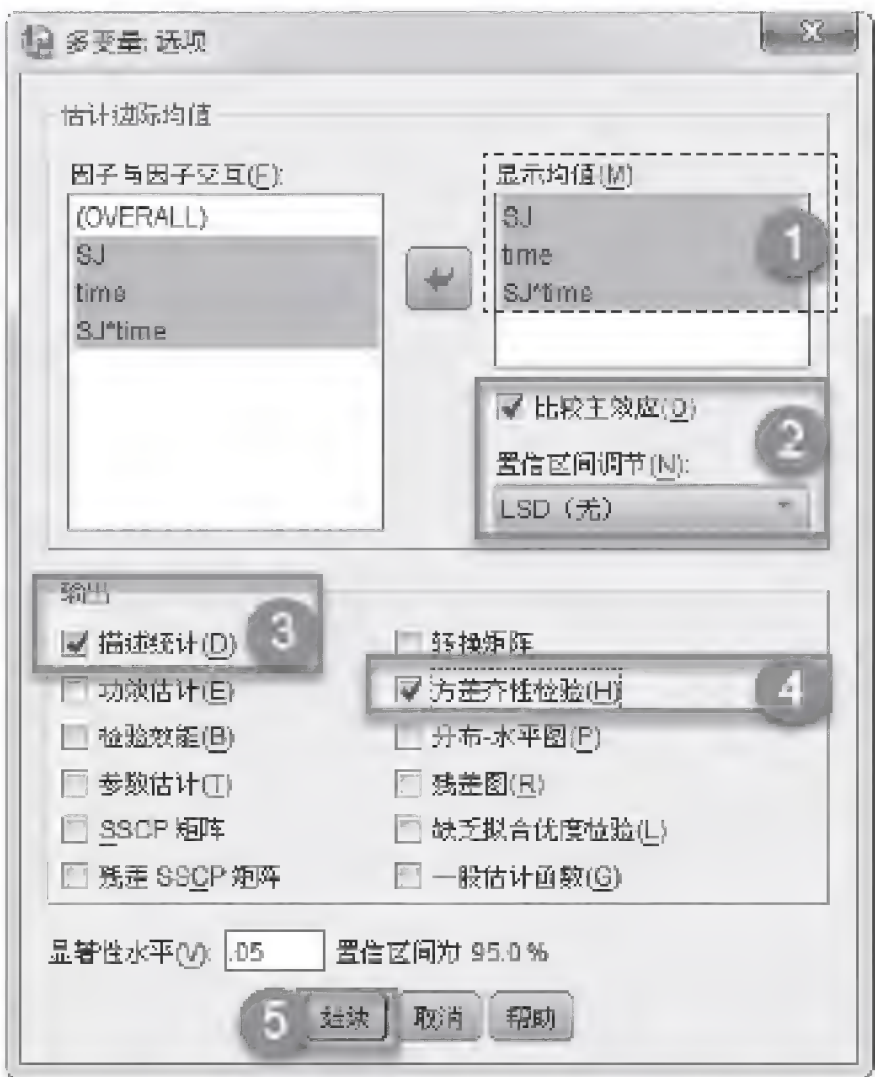 多变量: 选项
估计边际均值
因子与因子交互(F):
(OVERALL)
SJ
time
SJ*time
显示均值(M)
SJ
time
SJ*time
1
比较主效应(O)
置信区间调节(N):
LSD（无）
2
输出
描述统计(D)
3
功效估计(E)
检验效能(B)
参数估计(T)
SSCP 矩阵
残差 SSCP 矩阵
转换矩阵
方差齐性检验(H)
4
分布-水平图(P)
残差图(R)
缺乏拟合优度检验(L)
一般估计函数(G)
显著性水平(V): .05 置信区间为 95.0 %
5 继续 取消 帮助